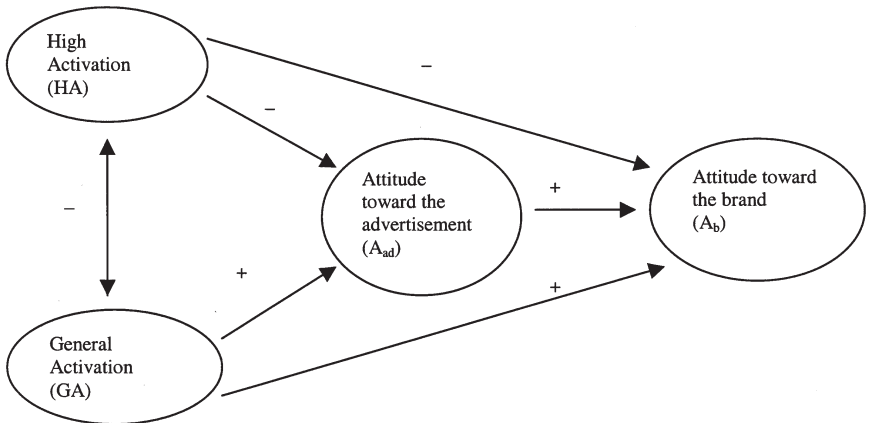 High
Activation
(HA)
–
–
Attitude
toward the
advertisement
(Aad)
+
Attitude toward
the brand
(Ab)
–
+
+
General
Activation
(GA)